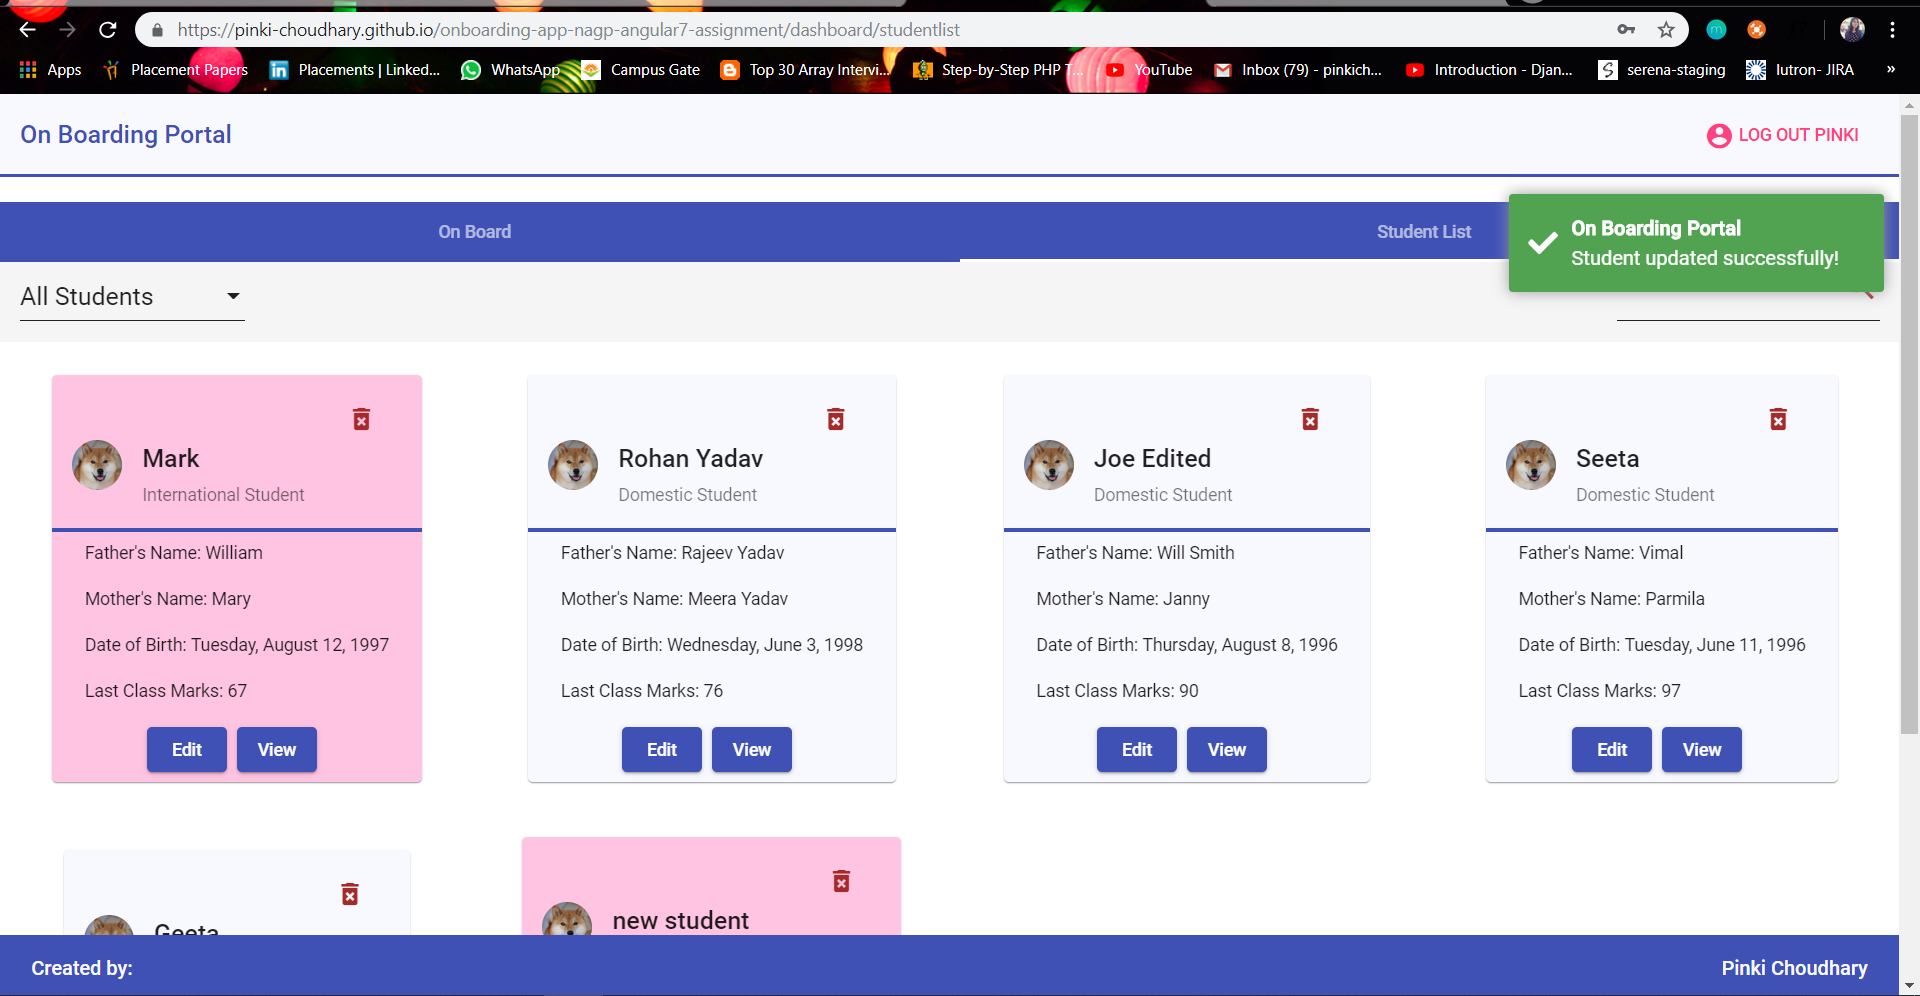 https://pinki-choudhary.github.io/onboarding-app-nagp-angular7-assignment/dashboard/studentlist
Apps Placement Papers Placements | Linked... WhatsApp Campus Gate Top 30 Array Intervi... Step-by-Step PHP T... YouTube Inbox (79) - pinkich... Introduction - Djan... serena-staging lutron- JIRA »
On Boarding Portal
LOG OUT PINKI
On Board
Student List
On Boarding Portal
Student updated successfully!
All Students
Mark
International Student
Father's Name: William
Mother's Name: Mary
Date of Birth: Tuesday, August 12, 1997
Last Class Marks: 67
Edit View
Rohan Yadav
Domestic Student
Father's Name: Rajeev Yadav
Mother's Name: Meera Yadav
Date of Birth: Wednesday, June 3, 1998
Last Class Marks: 76
Edit View
Joe Edited
Domestic Student
Father's Name: Will Smith
Mother's Name: Janny
Date of Birth: Thursday, August 8, 1996
Last Class Marks: 90
Edit View
Seeta
Domestic Student
Father's Name: Vimal
Mother's Name: Parmila
Date of Birth: Tuesday, June 11, 1996
Last Class Marks: 97
Edit View
Geeta
new student
Created by:
Pinki Choudhary